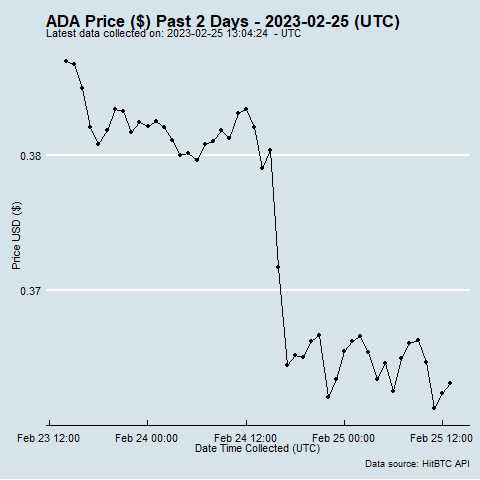 ADA Price ($) Past 2 Days - 2023-02-25 (UTC)
Latest data collected on: 2023-02-25 13:04:24  - UTC
0.38
0.37
Price USD ($)
Feb 23 12:00
Feb 24 00:00
Feb 24 12:00
Feb 25 00:00
Feb 25 12:00
Date Time Collected (UTC)
Data source: HitBTC API